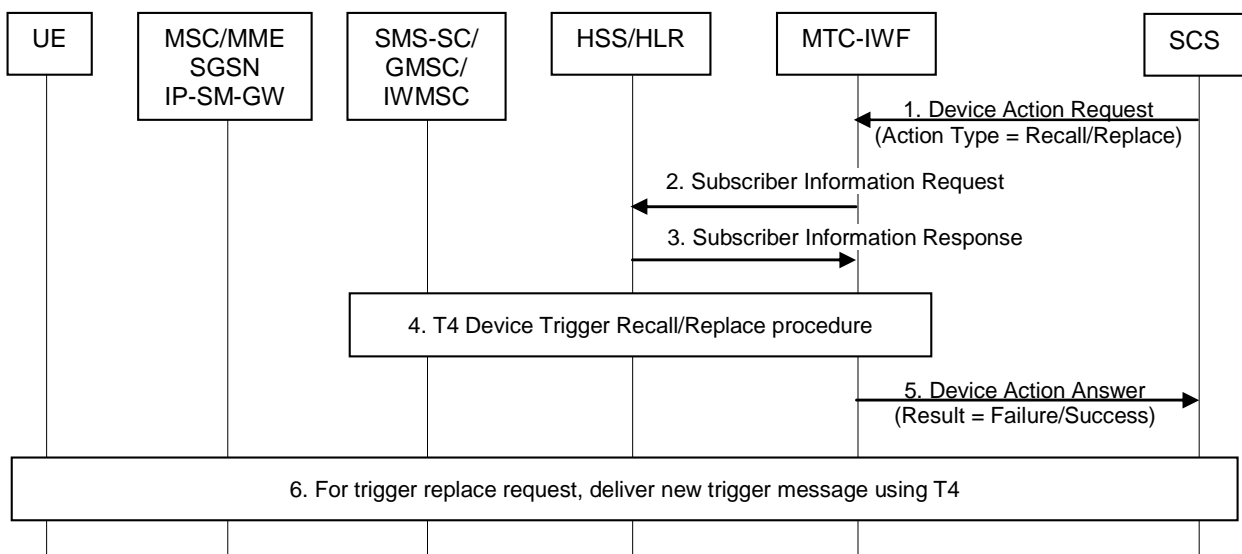 UE
MSC/MME
SGSN
IP-SM-GW
SMS-SC/
GMSC/
IWMSC
HSS/HLR
MTC-IWF
SCS
1. Device Action Request
(Action Type = Recall/Replace)
2. Subscriber Information Request
3. Subscriber Information Response
4. T4 Device Trigger Recall/Replace procedure
5. Device Action Answer
(Result = Failure/Success)
6. For trigger replace request, deliver new trigger message using T4